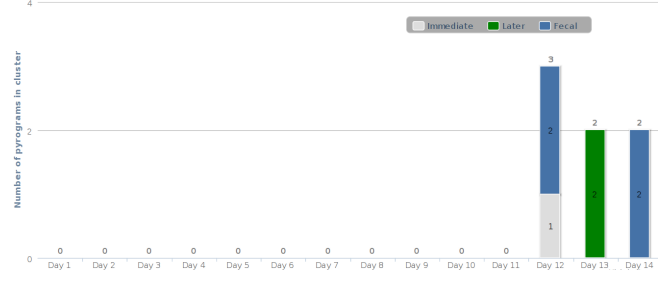 4
Immediate Later Fecal
Number of pyrograms in cluster
3
2 2
2
2
2 2
1
0 0 0 0 0 0 0 0 0 0 0
0
Day 1 Day 2 Day 3 Day 4 Day 5 Day 6 Day 7 Day 8 Day 9 Day 10 Day 11 Day 12 Day 13 Day 14